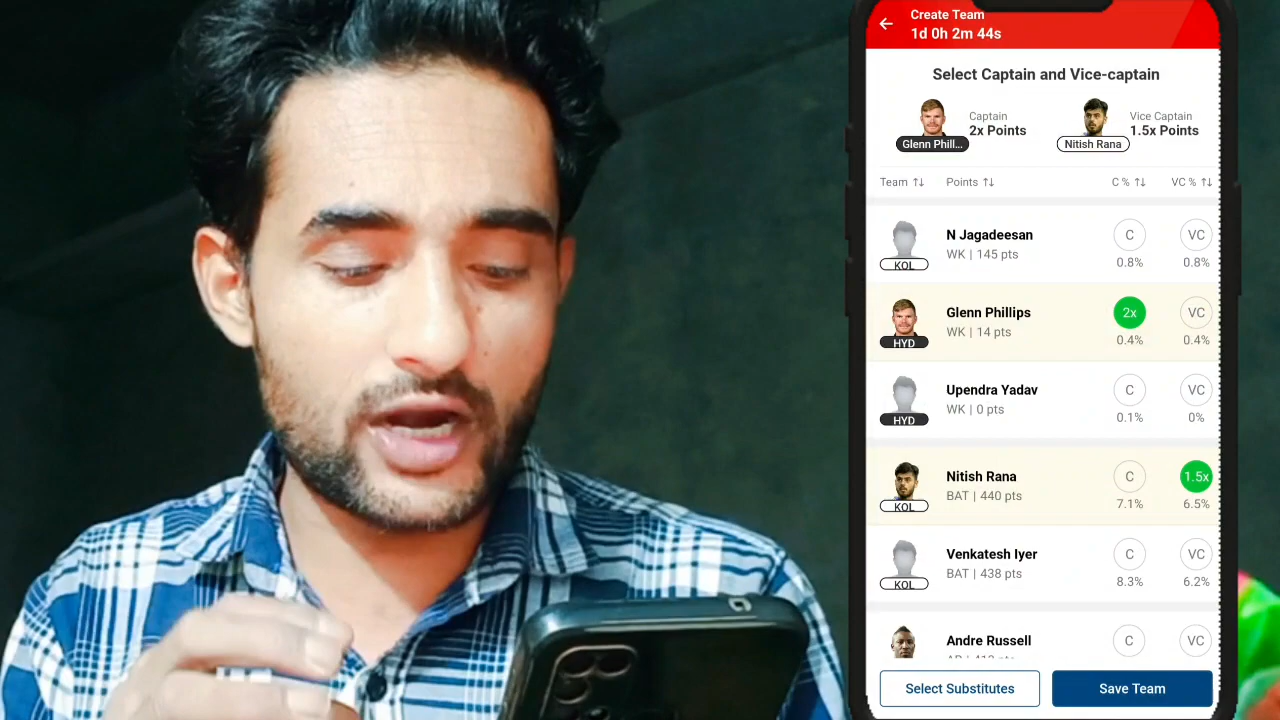 Create Team
1d 0h 2m 44s
Select Captain and Vice-captain
Captain
2x Points
Glenn Phill...
Vice Captain
1.5x Points
Nitish Rana
Team ↑↓ Points ↑↓ C % ↑↓ VC % ↑↓
N Jagadeesan
WK | 145 pts
KOL
C
0.8%
VC
0.8%
Glenn Phillips
WK | 14 pts
HYD
2x
0.4%
VC
0.4%
Upendra Yadav
WK | 0 pts
HYD
C
0.1%
VC
0%
Nitish Rana
BAT | 440 pts
KOL
C
7.1%
1.5x
6.5%
Venkatesh Iyer
BAT | 438 pts
KOL
C
8.3%
VC
6.2%
Andre Russell
C
VC
Select Substitutes
Save Team